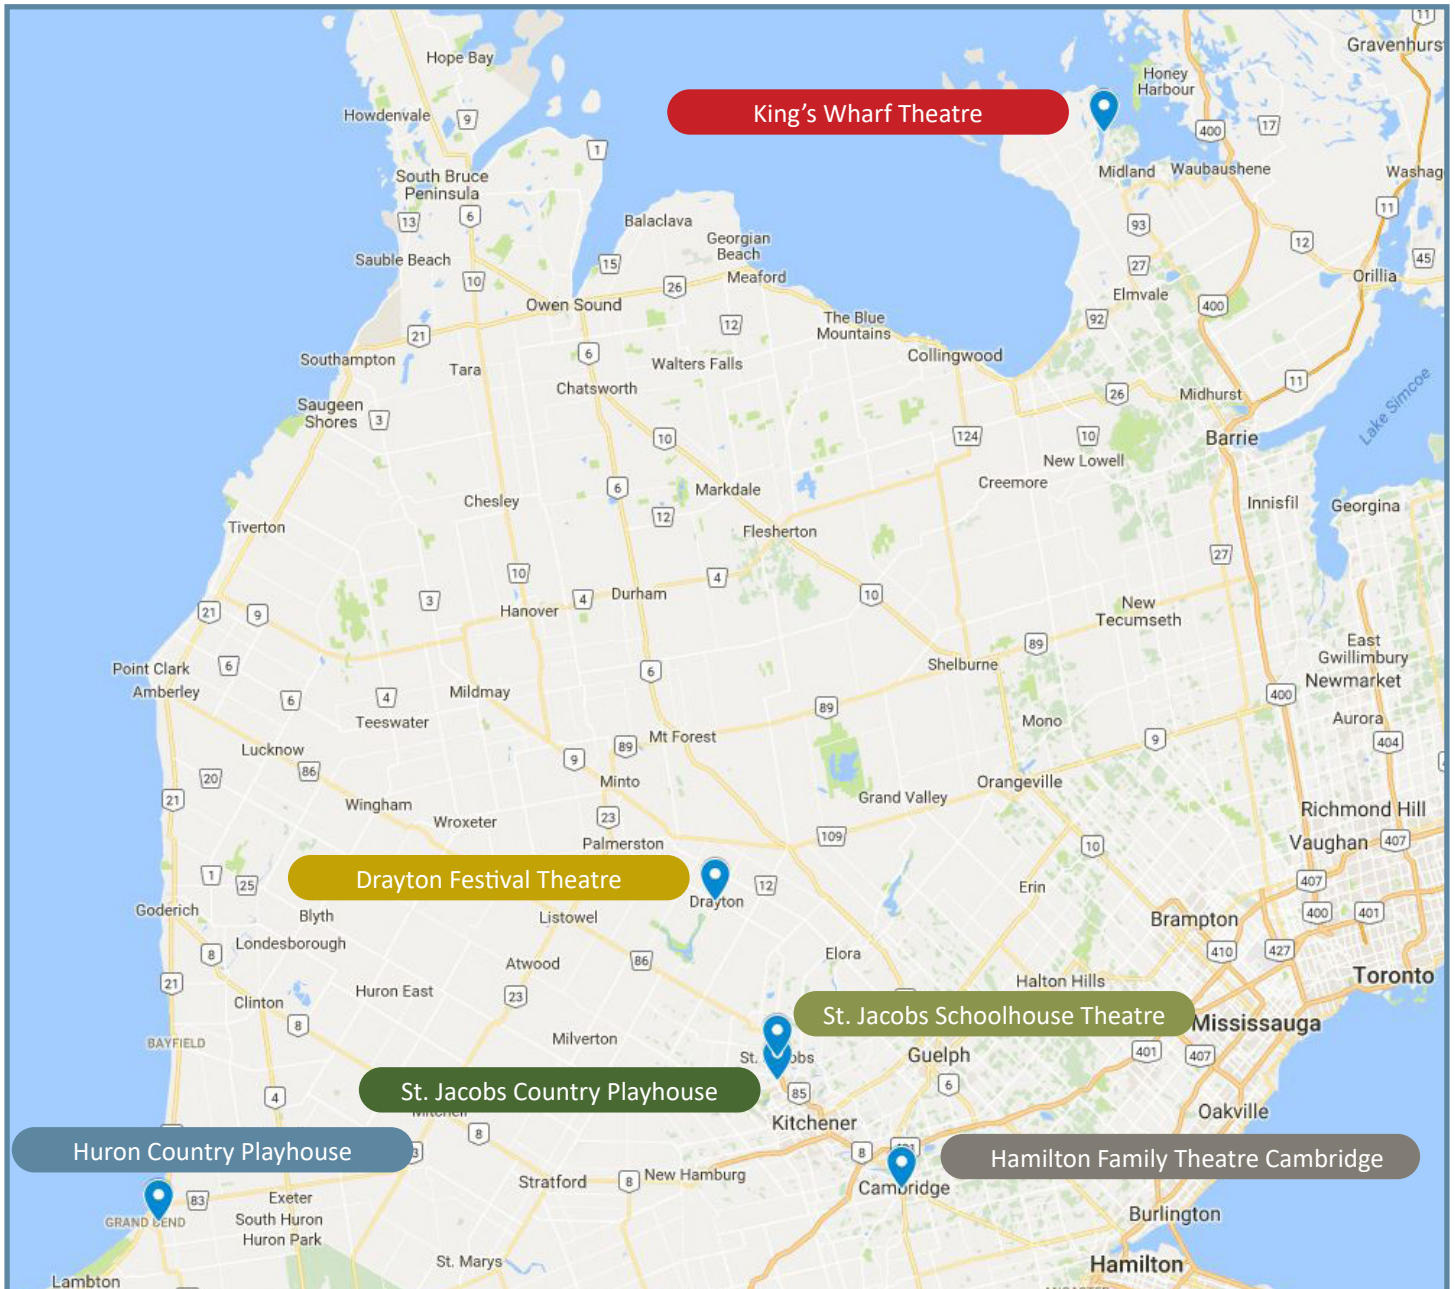 11
Gravenhurs
Hope Bay
Honey
Harbour
King's Wharf Theatre
Howdenvale
9
400
17
1
South Bruce
Peninsula
Midland
Waubaushene
Washag
13
6
Balaclava
93
11
Georgian
Beach
12
Sauble Beach
15
27
45
10
26
Meaford
Orillia
Owen Sound
Elmvale
400
The Blue
Mountains
92
21
12
6
Southampton
Tara
Walters Falls
Collingwood
Chatsworth
26
Midhurst
11
Lake Simcoe
Saugeen
Shores
3
10
124
10
Barrie
New Lowell
Creemore
6
Markdale
Chesley
12
Innisfil
Georgina
Tiverton
Flesherton
27
10
4
3
4
Durham
10
21
9
Hanover
New
Tecumseth
89
East
Gwillimbury
Point Clark
6
6
Shelburne
Newmarket
Amberley
6
4
Mildmay
400
Teeswater
89
Mono
Aurora
Lucknow
89
Mt Forest
9
404
20
86
9
Minto
Orangeville
21
Wingham
Grand Valley
Richmond Hill
Wroxeter
23
Palmerston
109
10
Vaughan
407
Drayton Festival Theatre
1
25
12
Erin
407
Drayton
Goderich
Blyth
Listowel
Brampton
400
401
Londesborough
8
Elora
410
427
Atwood
86
Halton Hills
Toronto
21
Huron East
23
Clinton
St. Jacobs Schoolhouse Theatre
Mississauga
8
BAYFIELD
Milverton
St.
obs
Guelph
401
407
St. Jacobs Country Playhouse
85
6
4
Oakville
8
Kitchener
Huron Country Playhouse
8
Hamilton Family Theatre Cambridge
Stratford
8
New Hamburg
Cambridge
83
Exeter
GRAND BEND
South Huron
Huron Park
Burlington
St. Marys
Hamilton
Lambton